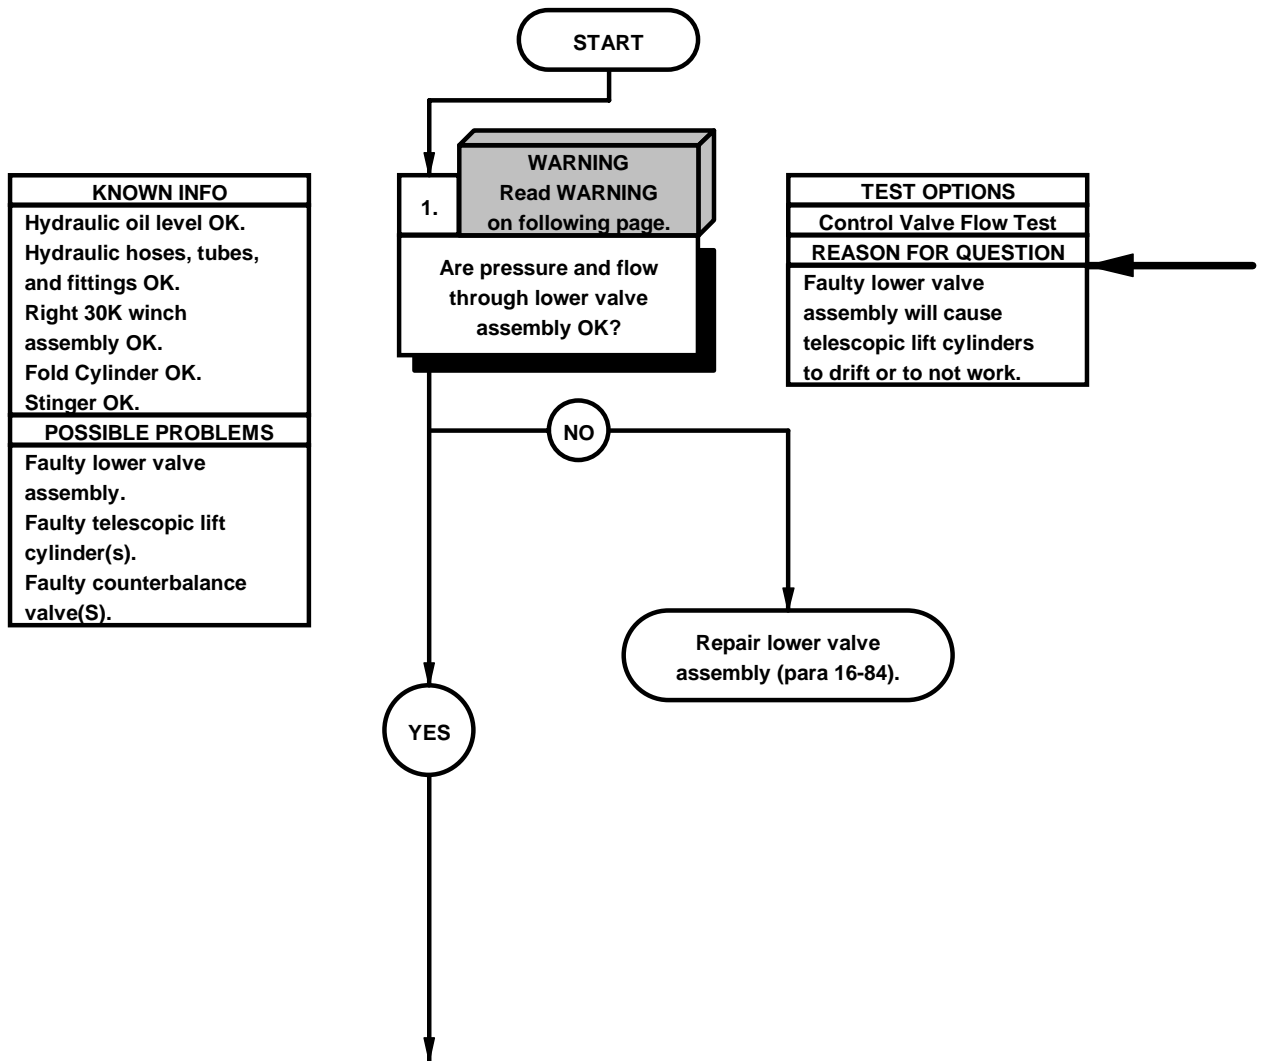 START
KNOWN INFO
Hydraulic oil level OK.
Hydraulic hoses, tubes,
and fittings OK.
Right 30K winch
assembly OK.
Fold Cylinder OK.
Stinger OK.
POSSIBLE PROBLEMS
Faulty lower valve
assembly.
Faulty telescopic lift
cylinder(s).
Faulty counterbalance
valve(S).
1.
WARNING
Read WARNING
on following page.
Are pressure and flow
through lower valve
assembly OK?
TEST OPTIONS
Control Valve Flow Test
REASON FOR QUESTION
Faulty lower valve
assembly will cause
telescopic lift cylinders
to drift or to not work.
NO
Repair lower valve
assembly (para 16-84).
YES